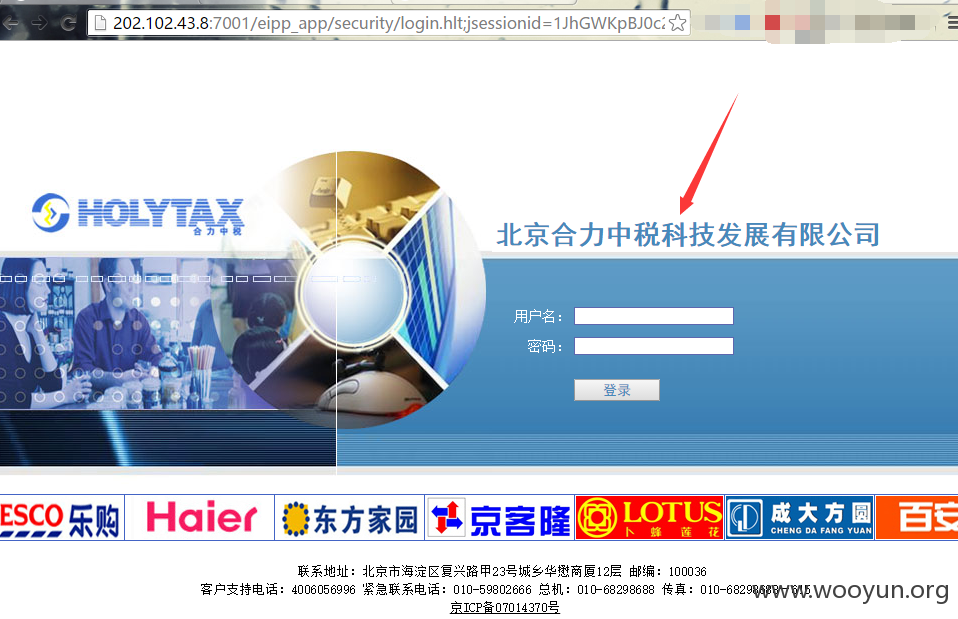 202.102.43.8:7001/eipp_app/security/login.hlt;jsessionid=1JhGWKpBJ0c
HOLYTAX
合力中税
北京合力中税科技发展有限公司
用户名：
密码：
登录
ESCO 乐购
Haier
东方家园
京客隆
LOTUS
卜蜂莲花
成大方圆
CHENG DA FANG YUAN
百安
联系地址：北京市海淀区复兴路甲23号城乡华懋商厦12层 邮编：100036
客户支持电话：4006056996 紧急联系电话：010-59802666 总机：010-68298688 传真：010-68298688-615
www.wooyun.org
京ICP备07014370号